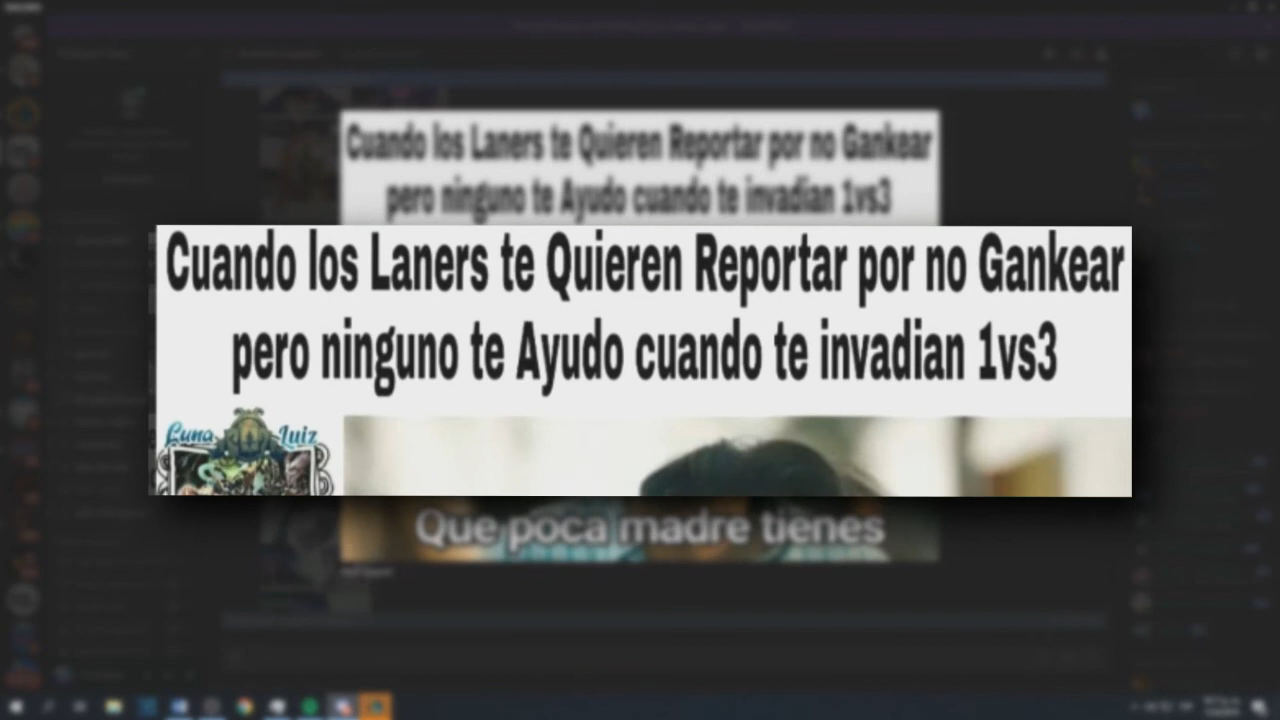 Cuando los Laners te Quieren Reportar por no Gankear
pero ninguno te Ayudo cuando te invadian 1vs3
Cuando los Laners te Quieren Reportar por no Gankear
pero ninguno te Ayudo cuando te invadian 1vs3
Luna Luiz
Que poca madre tienes